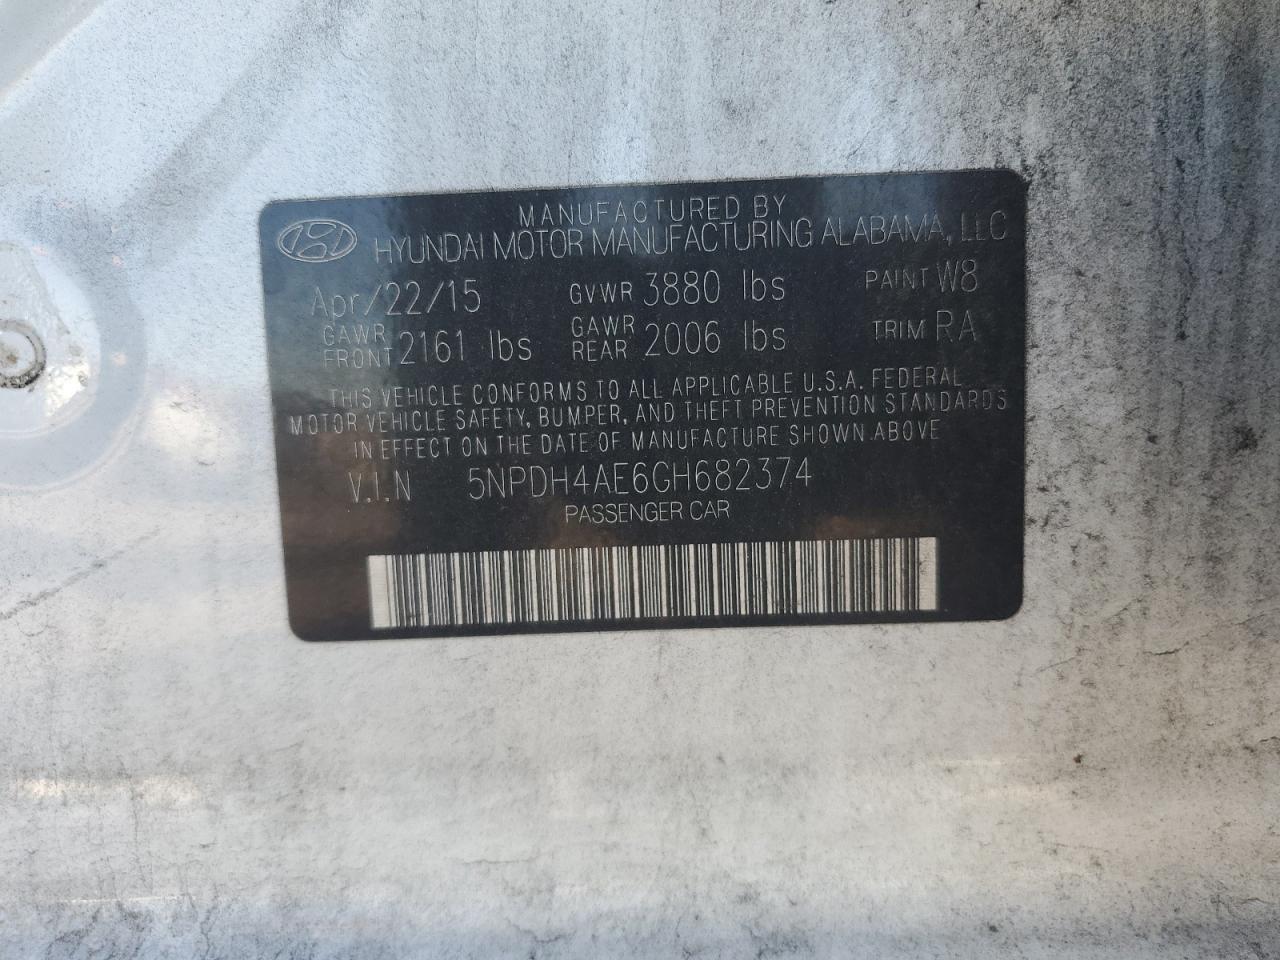 MANUFACTURED BY
HYUNDAI MOTOR MANUFACTURING ALABAMA, LLC
Apr/22/15 GVWR 3880 lbs PAINT W8
GAWR FRONT 2161 lbs GAWR REAR 2006 lbs TRIM RA
THIS VEHICLE CONFORMS TO ALL APPLICABLE U.S.A. FEDERAL
MOTOR VEHICLE SAFETY, BUMPER, AND THEFT PREVENTION STANDARDS
IN EFFECT ON THE DATE OF MANUFACTURE SHOWN ABOVE
V.I.N 5NPDH4AE6GH682374
PASSENGER CAR